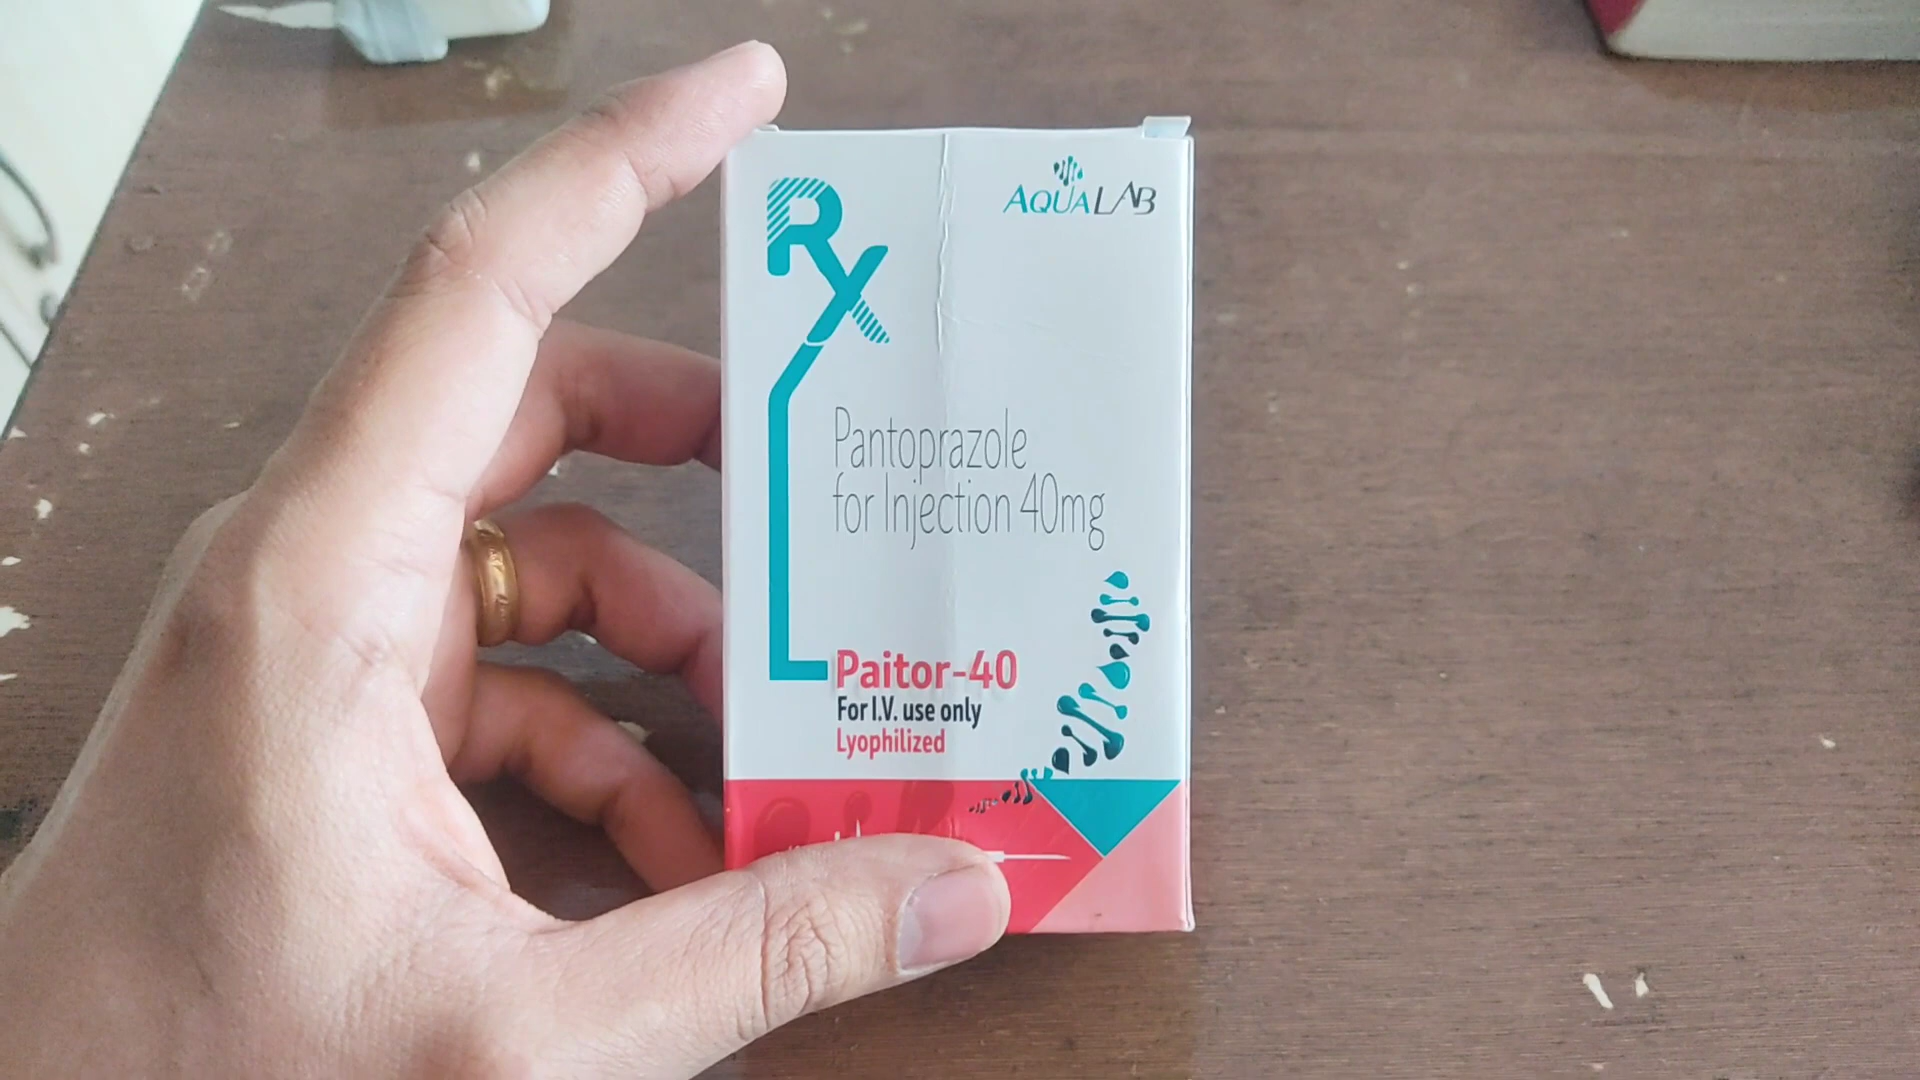 Rx
AQUALAB
Pantoprazole
for Injection 40mg
Paitor-40
For I.V. use only
Lyophilized